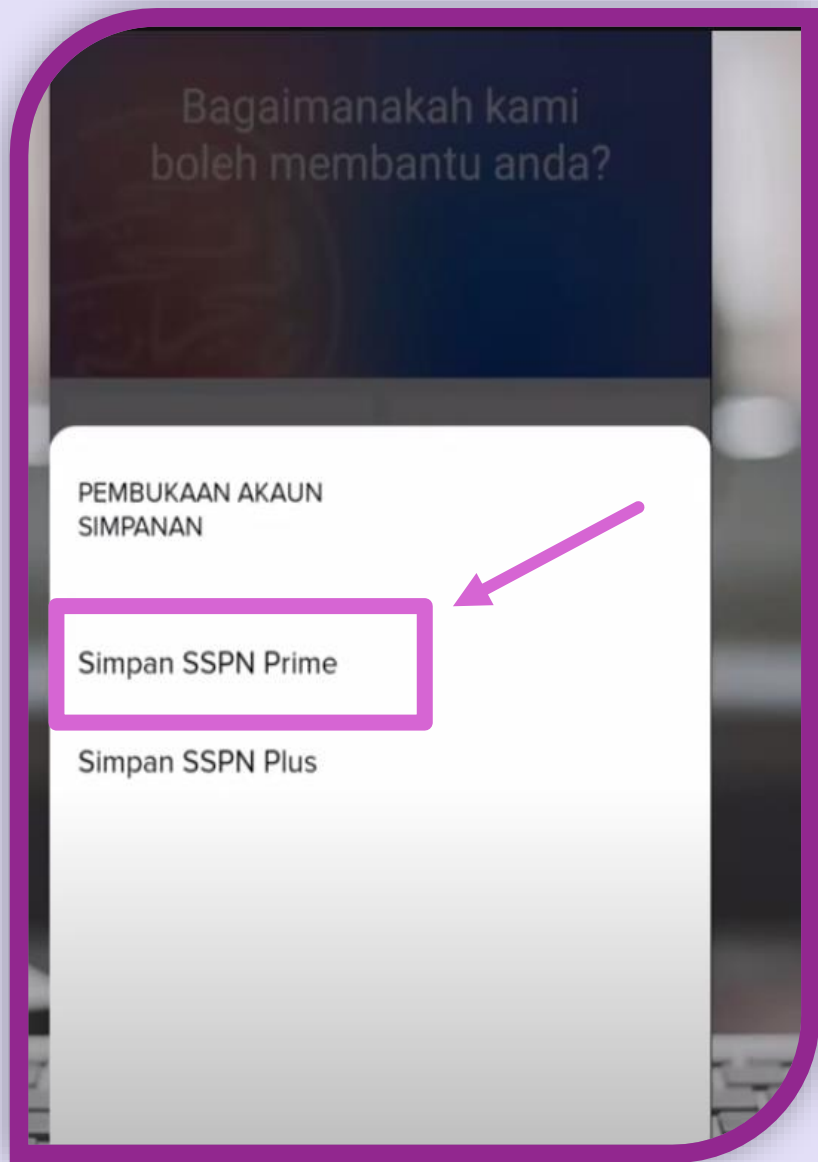 Bagaimanakah kami
boleh membantu anda?
PEMBUKAAN AKAUN
SIMPANAN
Simpan SSPN Prime
Simpan SSPN Plus